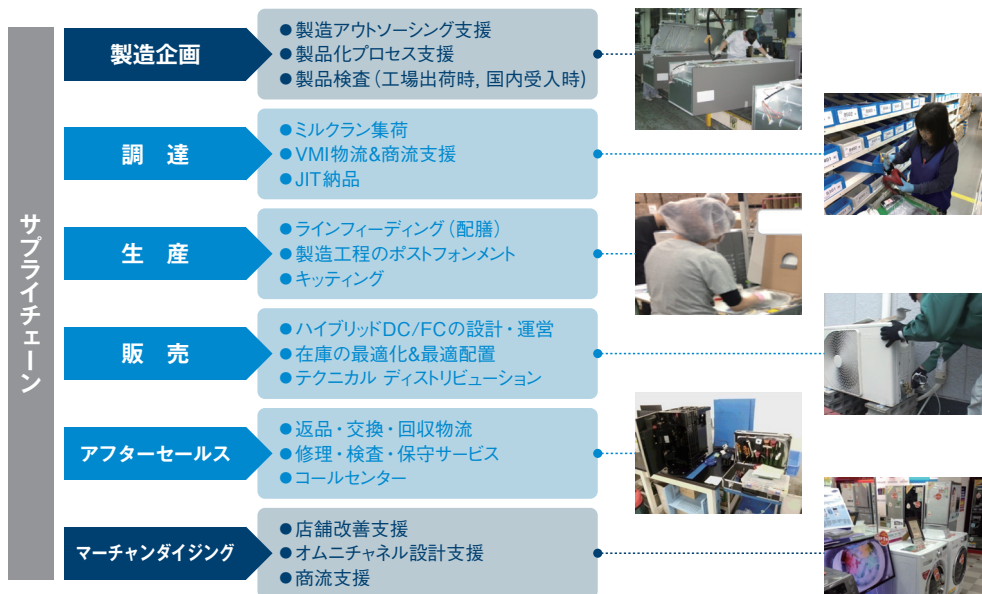 サプライチェーン
製造企画
●製造アウトソーシング支援
●製品化プロセス支援
●製品検査（工場出荷時, 国内受入時）
調　達
●ミルクラン集荷
●VMI物流&商流支援
●JIT納品
生　産
●ラインフィーディング（配膳）
●製造工程のポストフォンメント
●キッティング
販　売
●ハイブリッドDC/FCの設計・運営
●在庫の最適化&最適配置
●テクニカル ディストリビューション
アフターセールス
●返品・交換・回収物流
●修理・検査・保守サービス
●コールセンター
マーチャンダイジング
●店舗改善支援
●オムニチャネル設計支援
●商流支援